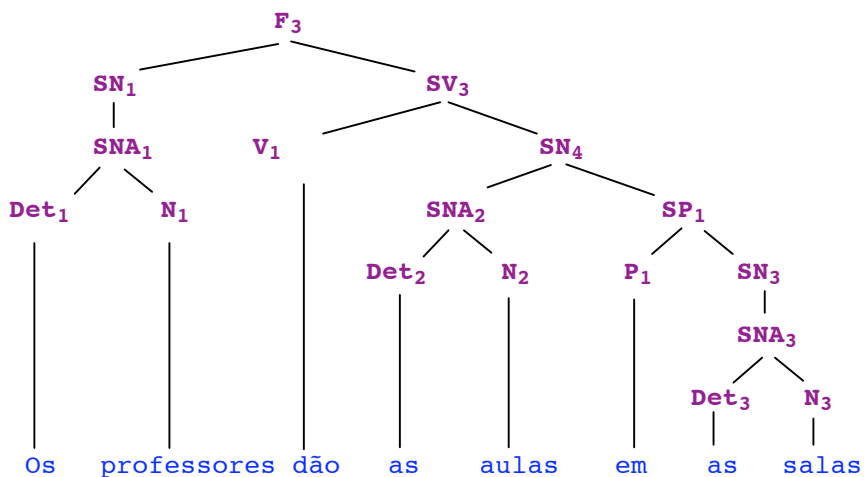 F₃
SN₁ SV₃
SNA₁ V₁ SN₄
Det₁ N₁ SNA₂ SP₁
Det₂ N₂ P₁ SN₃
SNA₃
Det₃ N₃
Os professores dão as aulas em as salas